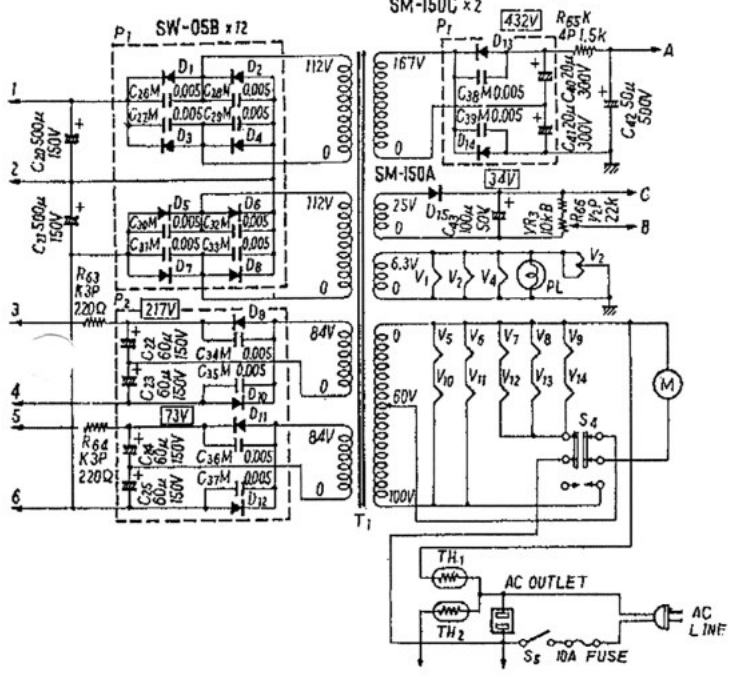 SM-150C × 2
SW-05B × 12
P1
P1
432V
R65 K
4P 1.5k
A
D1
D2
112V
167V
D13
1
C26M 0.005
C28M 0.005
C38M 0.005
C40 20μ
300V
C27M 0.005
C29M 0.005
C39M 0.005
C41 20μ
300V
C42 50μ
500V
C20 500μ
150V
D3
D4
0
0
D14
2
SM-150A
34V
C21 500μ
150V
D5
D6
112V
25V
D15
C
C30M 0.005
C32M 0.005
C43
100μ
50V
VR3
10kB
R66
1/2P
22k
C31M 0.005
C33M 0.005
0
B
D7
D8
0
6.3V
V1
V2
V4
PL
V2
R63
K3P
220Ω
P2
217V
0
3
D9
84V
0
V5
V6
V7
V8
V9
C22
60μ
150V
C34M 0.005
C23
60μ
150V
C35M 0.005
V10
V11
V12
V13
V14
M
4
D10
0
60V
5
73V
D11
84V
S4
R64
K3P
220Ω
C24
60μ
150V
C36M 0.005
C25
60μ
150V
C37M 0.005
0
6
D12
100V
T1
TH1
AC OUTLET
TH2
AC
LINE
S5
10A FUSE